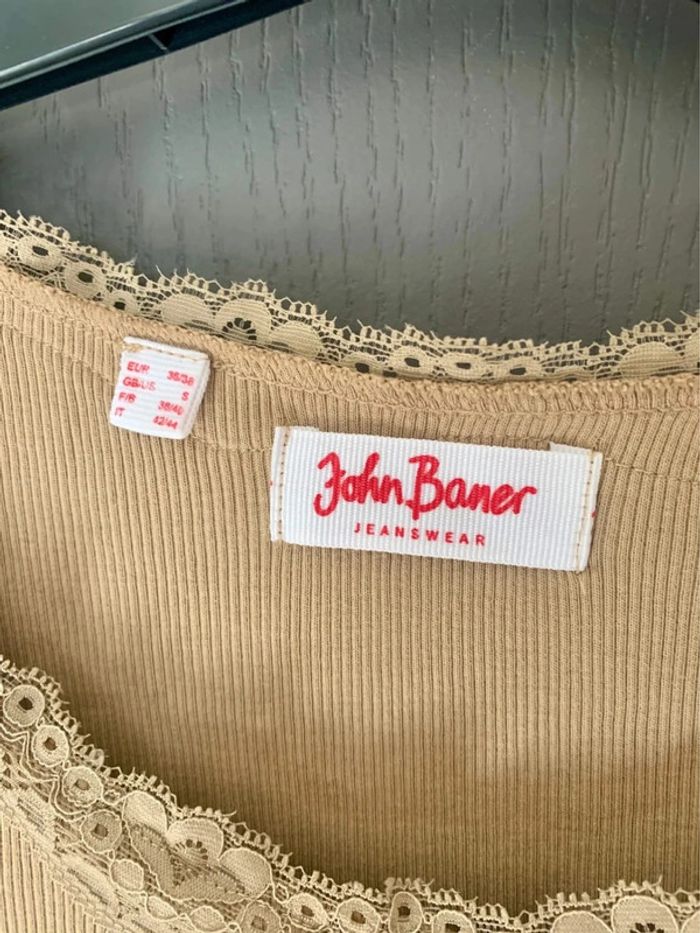 EUR 36/38
GB/US S
F/B 38/40
IT 42/44
John Baner
JEANSWEAR